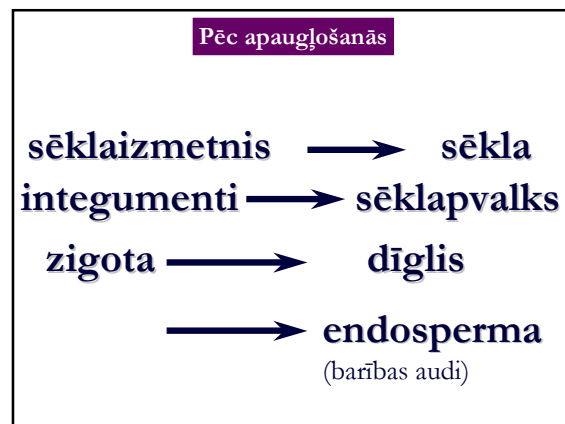 Pēc apaugļošanās
sēklaizmetnis sēkla
integumenti sēklapvalks
zigota dīglis
endosperma
(barības audi)